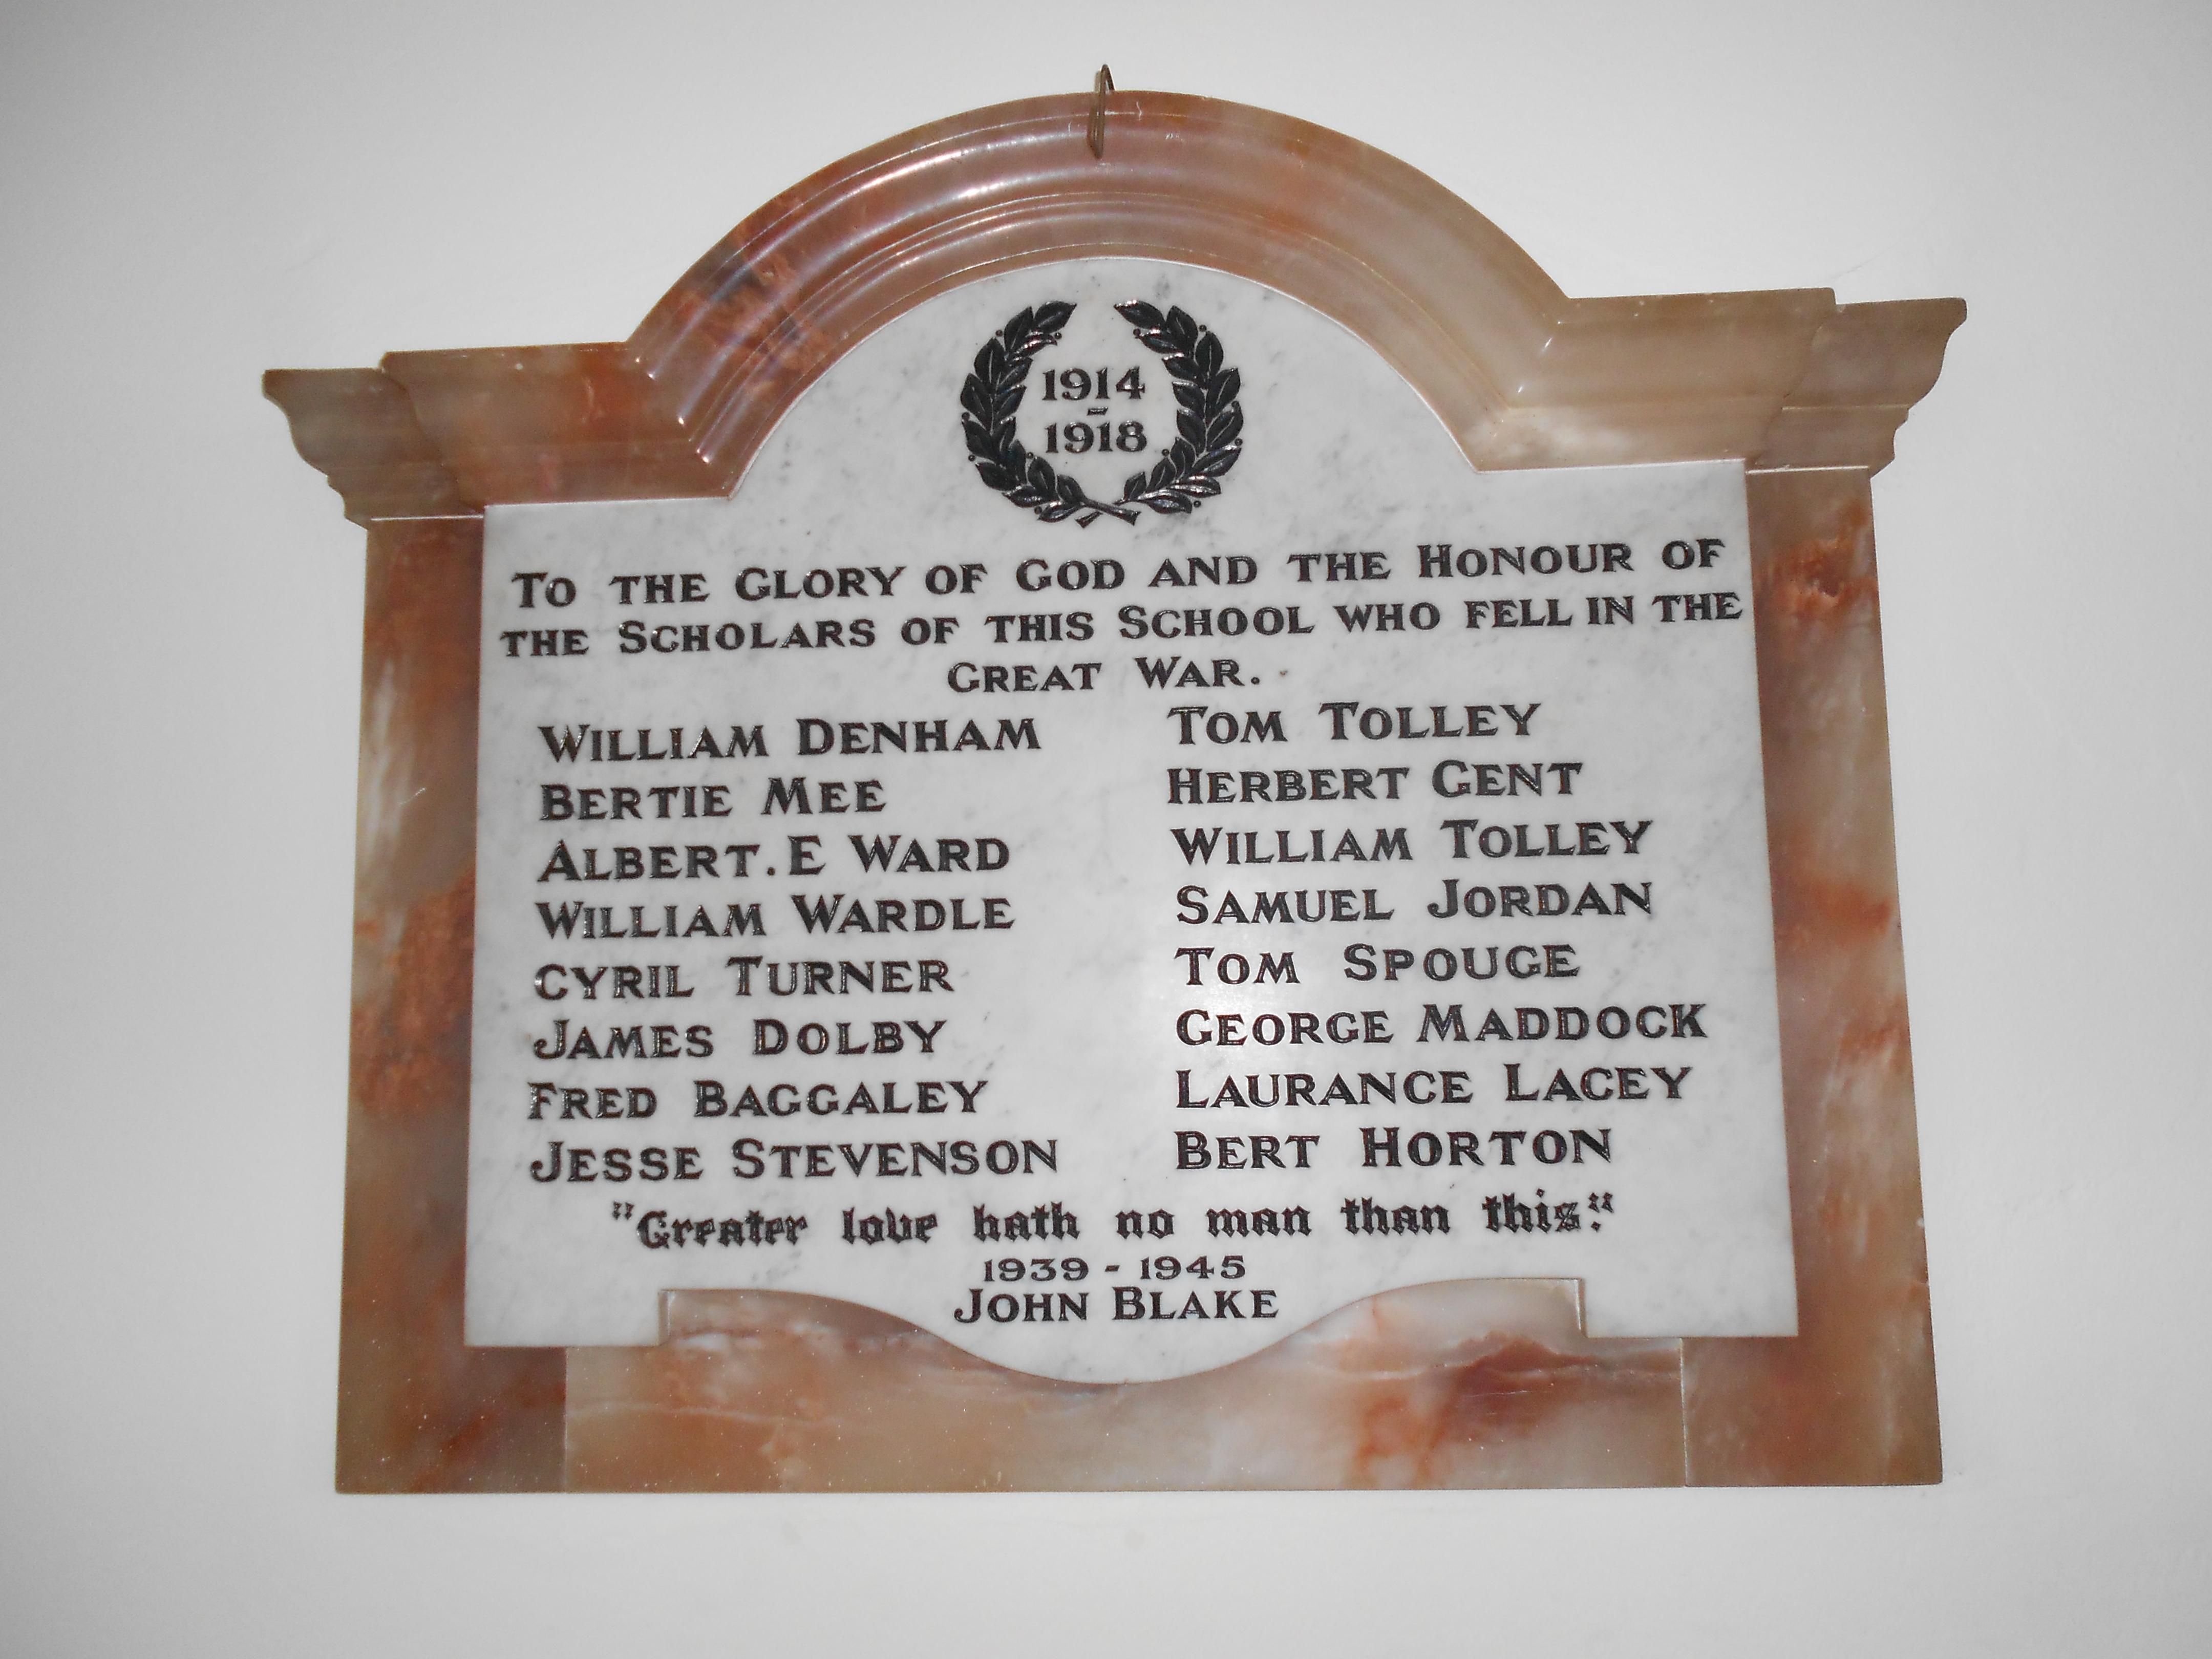 1914
-
1918
TO THE GLORY OF GOD AND THE HONOUR OF
THE SCHOLARS OF THIS SCHOOL WHO FELL IN THE
GREAT WAR.
WILLIAM DENHAM
BERTIE MEE
ALBERT. E WARD
WILLIAM WARDLE
CYRIL TURNER
JAMES DOLBY
FRED BAGGALEY
JESSE STEVENSON
TOM TOLLEY
HERBERT GENT
WILLIAM TOLLEY
SAMUEL JORDAN
TOM SPOUGE
GEORGE MADDOCK
LAURANCE LACEY
BERT HORTON
"Greater love hath no man than this."
1939 - 1945
JOHN BLAKE